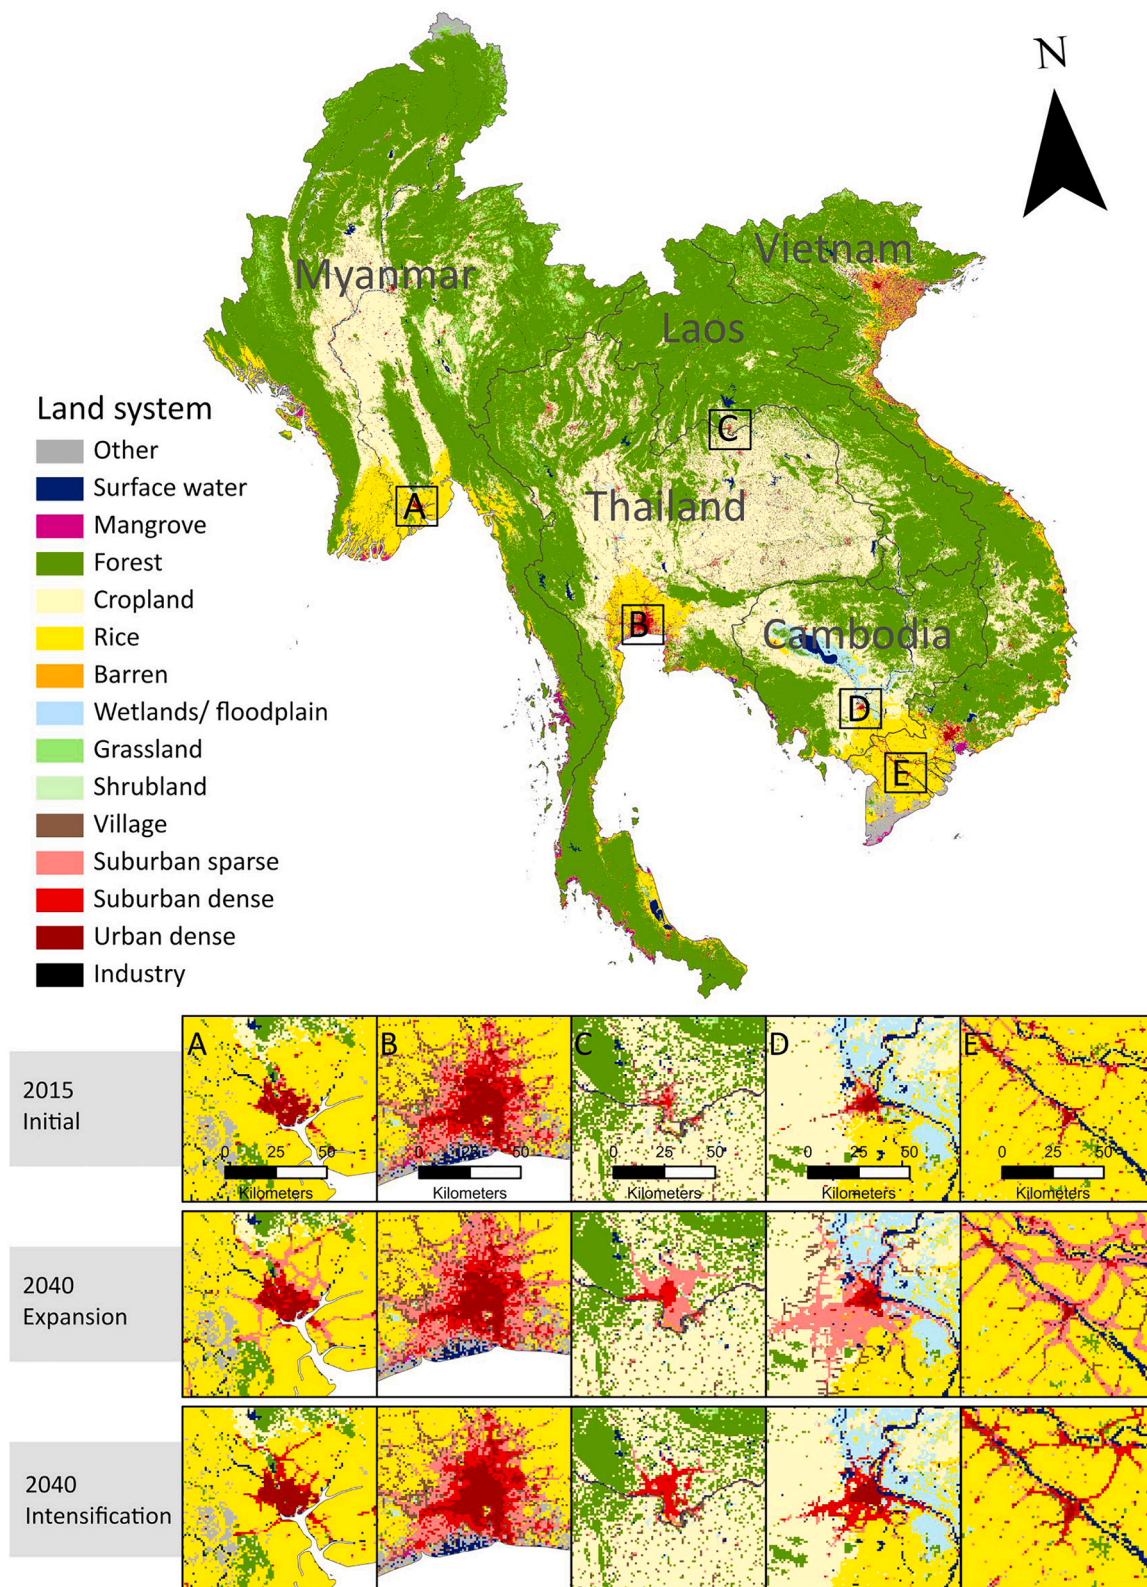 N
Vietnam
Myanmar
Laos
Land system
Other
Surface water
Mangrove
Forest
Cropland
Rice
Barren
Wetlands/ floodplain
Grassland
Shrubland
Village
Suburban sparse
Suburban dense
Urban dense
Industry
C
Thailand
A
B
Cambodia
D
E
A B C D E
2015
Initial
0 25 50
Kilometers
0 25 50
Kilometers
0 25 50
Kilometers
0 25 50
Kilometers
0 25 50
Kilometers
2040
Expansion
2040
Intensification